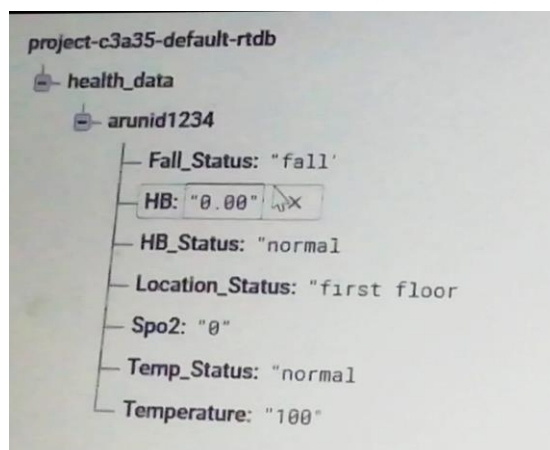 project-c3a35-default-rtdb
health_data
arunid1234
Fall_Status: "fall'
HB: "0.00" ×
HB_Status: "normal
Location_Status: "first floor
Spo2: "0"
Temp_Status: "normal
Temperature: "100"